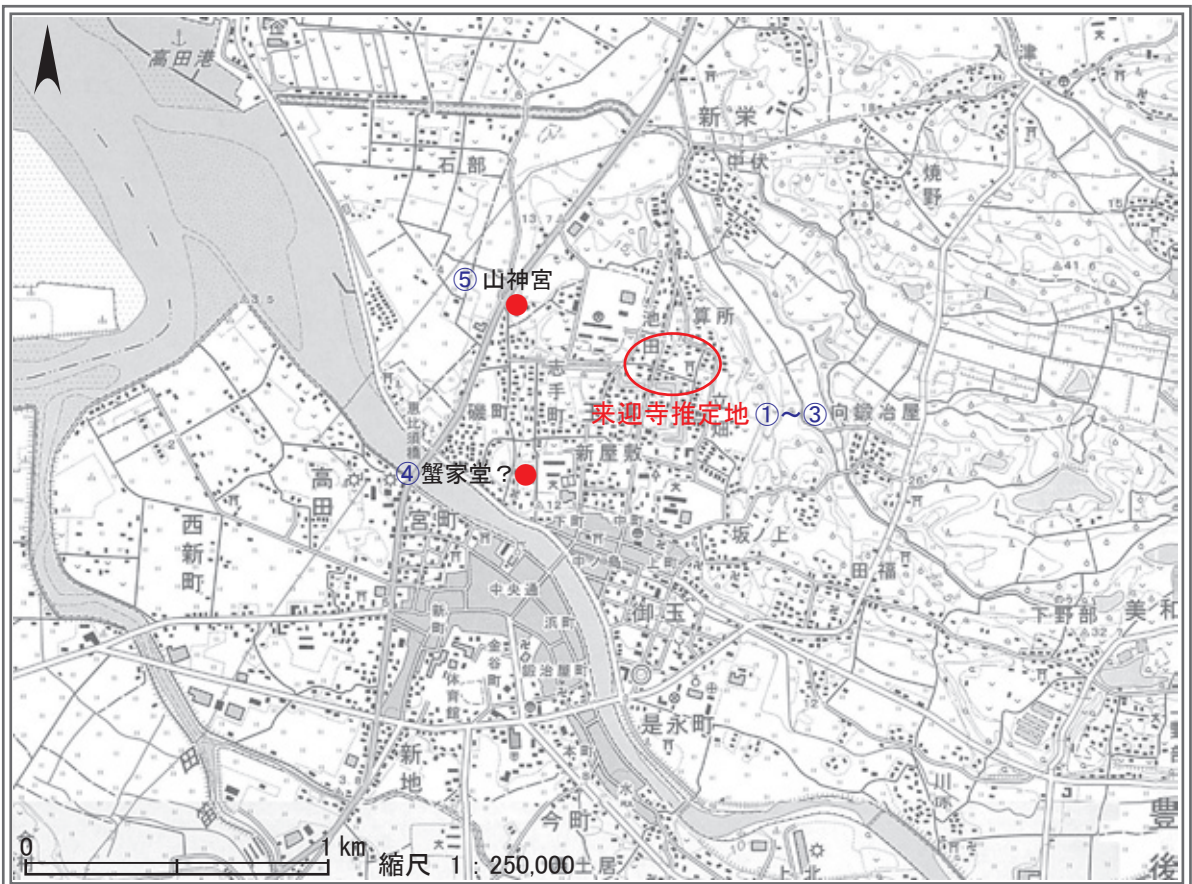 高田港
入津
新栄
石部
中伏
焼野
⑤ 山神宮
池田
算所
志手町
磯町
来迎寺推定地 ①～③
向鍛冶屋
恵比須橋
新屋敷
④ 蟹家堂？
高田
宮町
下町
中町
坂ノ上
西新町
中ノ島
上町
田福
中央通
御玉
下野部
美和
新町
浜町
金谷町
鍛冶屋町
体育館
是永町
新地
本町
今町
豊後
0
1 km
縮尺 1 : 250,000
土居